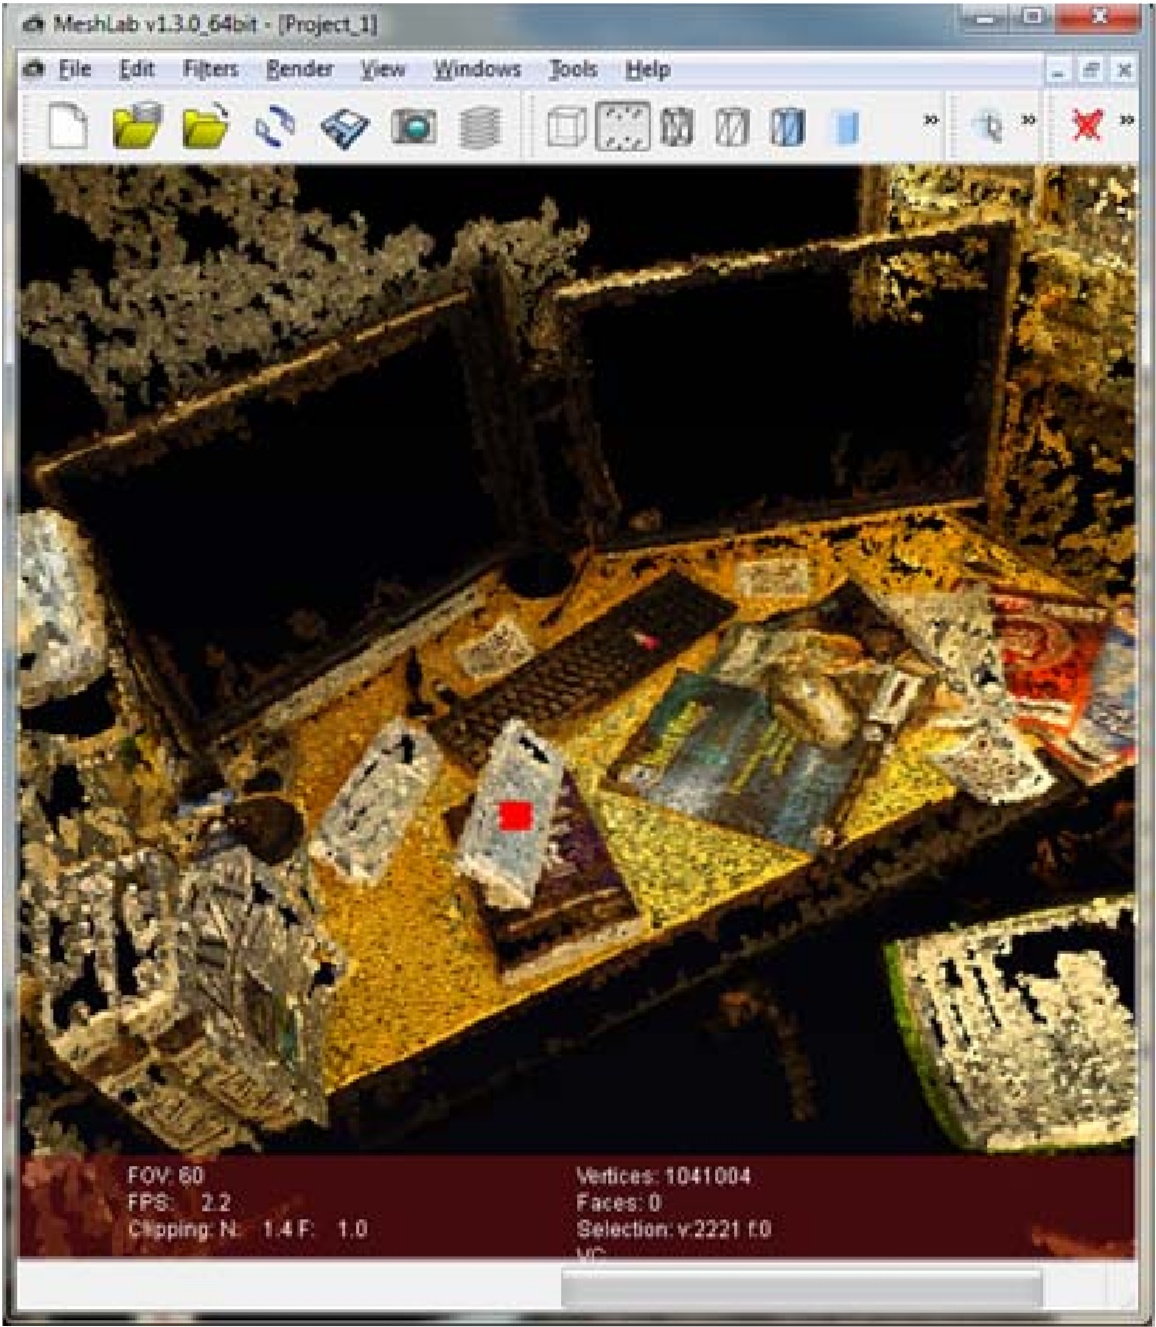 MeshLab v1.3.0_64bit - [Project_1]
File Edit Filters Render View Windows Tools Help
FOV: 60
FPS: 2.2
Clipping: N: 1.4 F: 1.0
Vertices: 1041004
Faces: 0
Selection: v:2221 f:0
VC